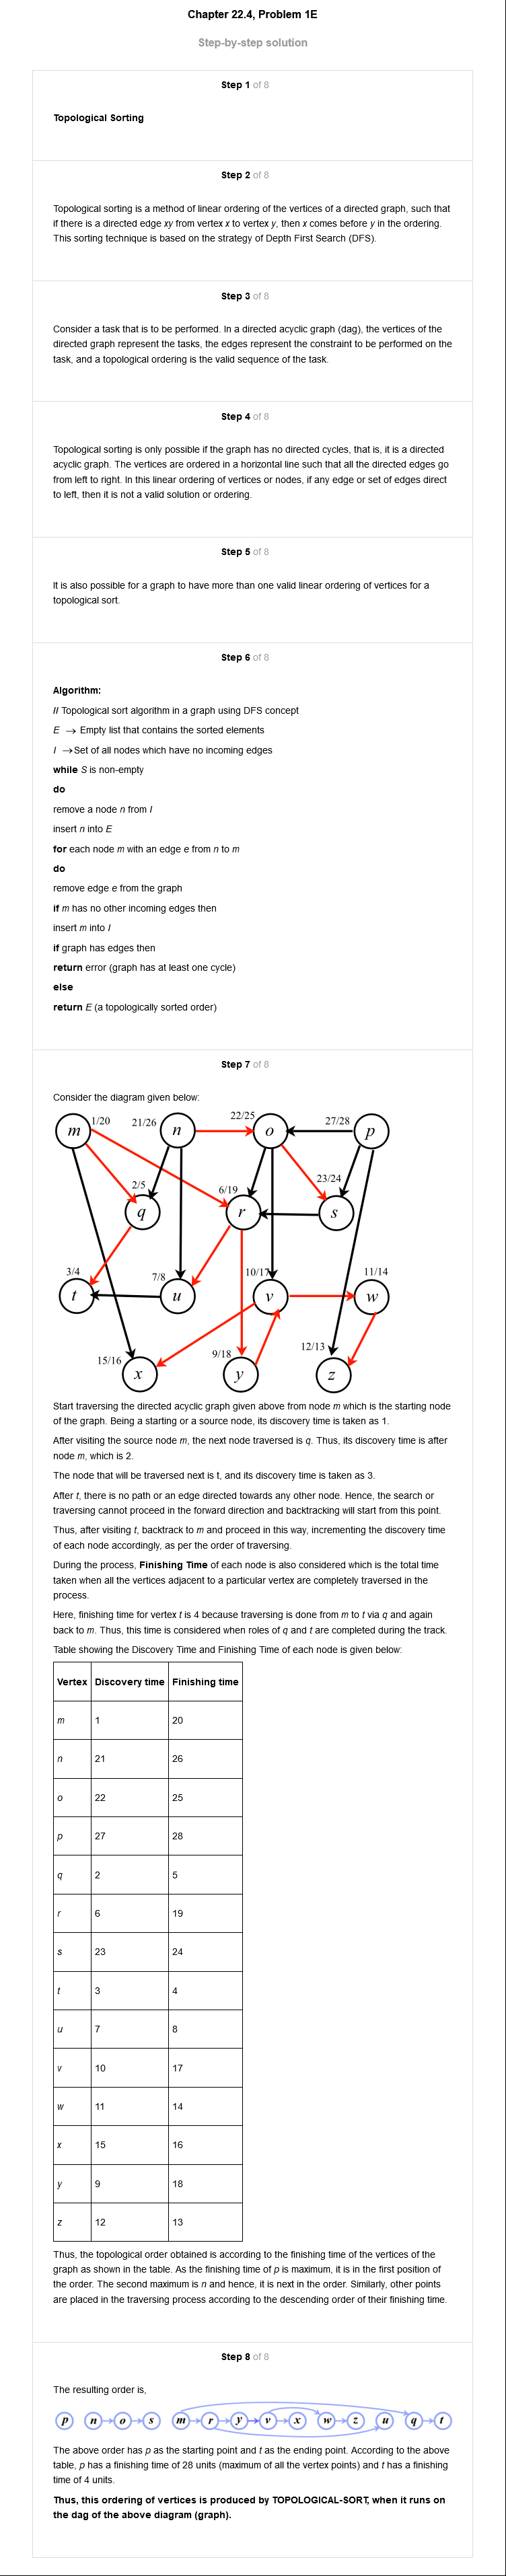 Chapter 22.4, Problem 1E
Step-by-step solution
Step 1 of 8
Topological Sorting
Step 2 of 8
Topological sorting is a method of linear ordering of the vertices of a directed graph, such that
if there is a directed edge xy from vertex x to vertex y, then x comes before y in the ordering.
This sorting technique is based on the strategy of Depth First Search (DFS).
Step 3 of 8
Consider a task that is to be performed. In a directed acyclic graph (dag), the vertices of the
directed graph represent the tasks, the edges represent the constraint to be performed on the
task, and a topological ordering is the valid sequence of the task.
Step 4 of 8
Topological sorting is only possible if the graph has no directed cycles, that is, it is a directed
acyclic graph. The vertices are ordered in a horizontal line such that all the directed edges go
from left to right. In this linear ordering of vertices or nodes, if any edge or set of edges direct
to left, then it is not a valid solution or ordering.
Step 5 of 8
It is also possible for a graph to have more than one valid linear ordering of vertices for a
topological sort.
Step 6 of 8
Algorithm:
// Topological sort algorithm in a graph using DFS concept
E → Empty list that contains the sorted elements
I →Set of all nodes which have no incoming edges
while S is non-empty
do
remove a node n from I
insert n into E
for each node m with an edge e from n to m
do
remove edge e from the graph
if m has no other incoming edges then
insert m into I
if graph has edges then
return error (graph has at least one cycle)
else
return E (a topologically sorted order)
Step 7 of 8
Consider the diagram given below:
m 1/20 21/26 n 22/25 o 27/28 p
2/5 q 6/19 r 23/24 s
3/4 t 7/8 u 10/17 v 11/14 w
15/16 x 9/18 y 12/13 z
Start traversing the directed acyclic graph given above from node m which is the starting node
of the graph. Being a starting or a source node, its discovery time is taken as 1.
After visiting the source node m, the next node traversed is q. Thus, its discovery time is after
node m, which is 2.
The node that will be traversed next is t, and its discovery time is taken as 3.
After t, there is no path or an edge directed towards any other node. Hence, the search or
traversing cannot proceed in the forward direction and backtracking will start from this point.
Thus, after visiting t, backtrack to m and proceed in this way, incrementing the discovery time
of each node accordingly, as per the order of traversing.
During the process, Finishing Time of each node is also considered which is the total time
taken when all the vertices adjacent to a particular vertex are completely traversed in the
process.
Here, finishing time for vertex t is 4 because traversing is done from m to t via q and again
back to m. Thus, this time is considered when roles of q and t are completed during the track.
Table showing the Discovery Time and Finishing Time of each node is given below:
Vertex Discovery time Finishing time
m 1 20
n 21 26
o 22 25
p 27 28
q 2 5
r 6 19
s 23 24
t 3 4
u 7 8
v 10 17
w 11 14
x 15 16
y 9 18
z 12 13
Thus, the topological order obtained is according to the finishing time of the vertices of the
graph as shown in the table. As the finishing time of p is maximum, it is in the first position of
the order. The second maximum is n and hence, it is next in the order. Similarly, other points
are placed in the traversing process according to the descending order of their finishing time.
Step 8 of 8
The resulting order is,
p n o s m r y v x w z u q t
The above order has p as the starting point and t as the ending point. According to the above
table, p has a finishing time of 28 units (maximum of all the vertex points) and t has a finishing
time of 4 units.
Thus, this ordering of vertices is produced by TOPOLOGICAL-SORT, when it runs on
the dag of the above diagram (graph).